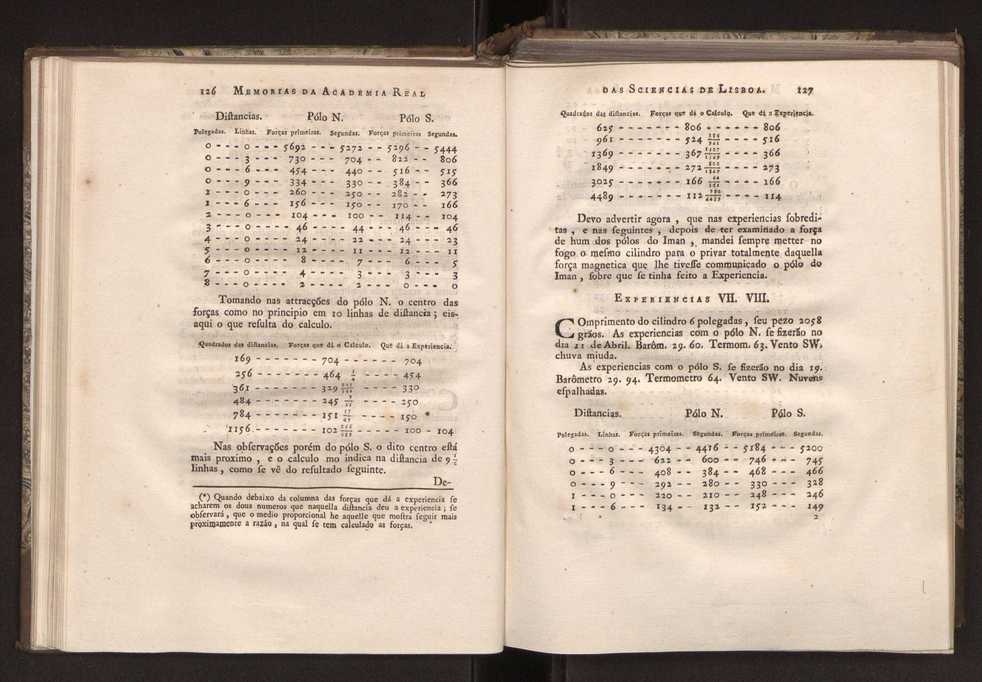 126 MEMORIAS DA ACADEMIA REAL
Diſtancias. Pólo N. Pólo S.
Polegadas. Linhas. Forças primeiras. Segundas. Forças primeiras Segundas.
0 - - - 0 - - - 5692 - - - 5272 - - 5296 - - 5444
0 - - - 3 - - - 730 - - - 704 - - 822 - - 806
0 - - - 6 - - - 454 - - - 440 - - 516 - - 515
0 - - - 9 - - - 334 - - - 330 - - 384 - - 366
1 - - - 0 - - - 260 - - - 250 - - 282 - - 273
1 - - - 6 - - - 156 - - - 150 - - 170 - - 166
2 - - - 0 - - - 104 - - - 100 - - 114 - - 104
3 - - - 0 - - - 46 - - - 44 - - 46 - - 46
4 - - - 0 - - - 24 - - - 22 - - 24 - - 23
5 - - - 0 - - - 12 - - - 11 - - 12 - - 11
6 - - - 0 - - - 8 - - - 7 - - 6 - - 5
7 - - - 0 - - - 4 - - - 3 - - 3 - - 3
8 - - - 0 - - - 2 - - - 2 - - 0 - - 0
Tomando nas attracções do pólo N. o centro das
forças como no principio em 10 linhas de diſtancia; eis-
aqui o que reſulta do calculo.
Quadrados das diſtancias. Forças que dá o Calculo. Que dá a Experiencia.
169 - - - - - - - 704 - - - - - - 704
256 - - - - - - - 464 - - - - 454
361 - - - - - - - 329 - - - - 330
484 - - - - - - - 245 - - - - 250
784 - - - - - - - 151 - - - - 150 *
1156 - - - - - - - 102 - - - - 100 - 104
Nas obſervações porém do pólo S. o dito centro eſtá
mais proximo, e o calculo mo indica na diſtancia de 9 1/2
linhas, como ſe vê do reſultado ſeguinte.
De-
(*) Quando debaixo da columna das forças que dá a experiencia ſe
acharem os dous numeros que naquella diſtancia deu a experiencia; ſe
obſervará, que o medio proporcional he aquelle que moſtra ſeguir mais
proximamente a razão, na qual ſe tem calculado as forças.
DAS SCIENCIAS DE LISBOA. 127
Quadrados das diſtancias. Forças que dá o Calculo. Que dá a Experiencia.
625 - - - - - - - 806 - - - - - - 806
961 - - - - - - - 524 - - - - 516
1369 - - - - - - - 367 - - - - 366
1849 - - - - - - - 272 - - - - 273
3025 - - - - - - - 166 - - - - 166
4489 - - - - - - - 112 - - - - 114
Devo advertir agora, que nas experiencias ſobredi-
tas, e nas ſeguintes, depois de ter examinado a força
de hum dos pólos do Iman, mandei ſempre metter no
fogo o meſmo cilindro para o privar totalmente daquella
força magnetica que lhe tiveſſe communicado o pólo do
Iman, ſobre que ſe tinha feito a Experiencia.
EXPERIENCIAS VII. VIII.
COmprimento do cilindro 6 polegadas, ſeu pezo 2058
grãos. As experiencias com o pólo N. ſe fizerão no
dia 21 de Abril. Baróm. 29. 60. Termom. 63. Vento SW.
chuva miuda.
As experiencias com o pólo S. ſe fizerão no dia 19.
Barómetro 29. 94. Termometro 64. Vento SW. Nuvens
eſpalhadas.
Diſtancias. Pólo N. Pólo S.
Polegadas. Linhas. Forças primeiras. Segundas. Forças primeiras. Segundas.
0 - - - 0 - - - 4304 - - 4416 - - 5184 - - - 5200
0 - - - 3 - - - 622 - - 600 - - 746 - - - 745
0 - - - 6 - - - 408 - - 384 - - 468 - - - 466
0 - - - 9 - - - 292 - - 280 - - 330 - - - 328
1 - - - 0 - - - 220 - - 210 - - 248 - - - 246
1 - - - 6 - - - 134 - - 132 - - 152 - - - 149
2